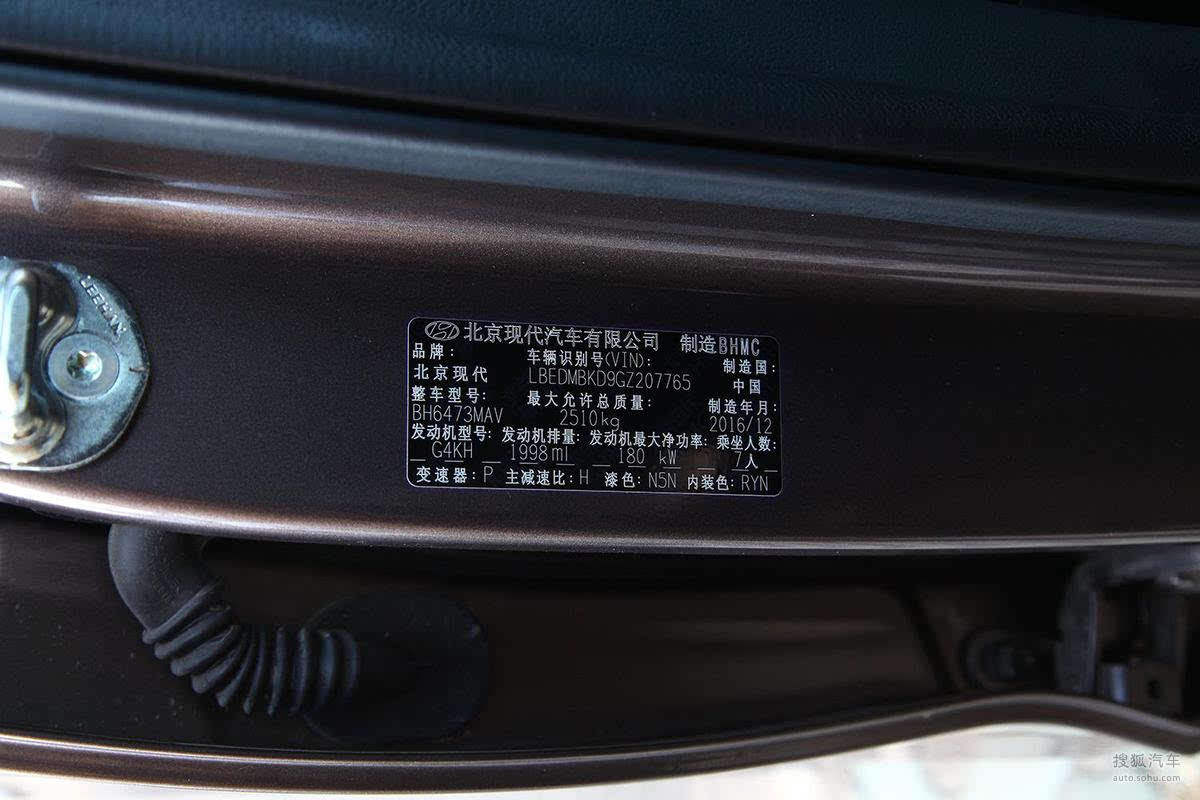 JEEHAN
北京现代汽车有限公司 制造BHMC
品牌: 车辆识别号(VIN): 制造国:
北京现代 LBEDMBKD9GZ207765 中国
整车型号: 最大允许总质量: 制造年月:
BH6473MAV 2510kg 2016/12
发动机型号: 发动机排量: 发动机最大净功率: 乘坐人数:
G4KH 1998ml 180 kW 7人
变速器: P 主减速比: H 漆色: N5N 内装色: RYN
搜狐汽车
auto.sohu.com